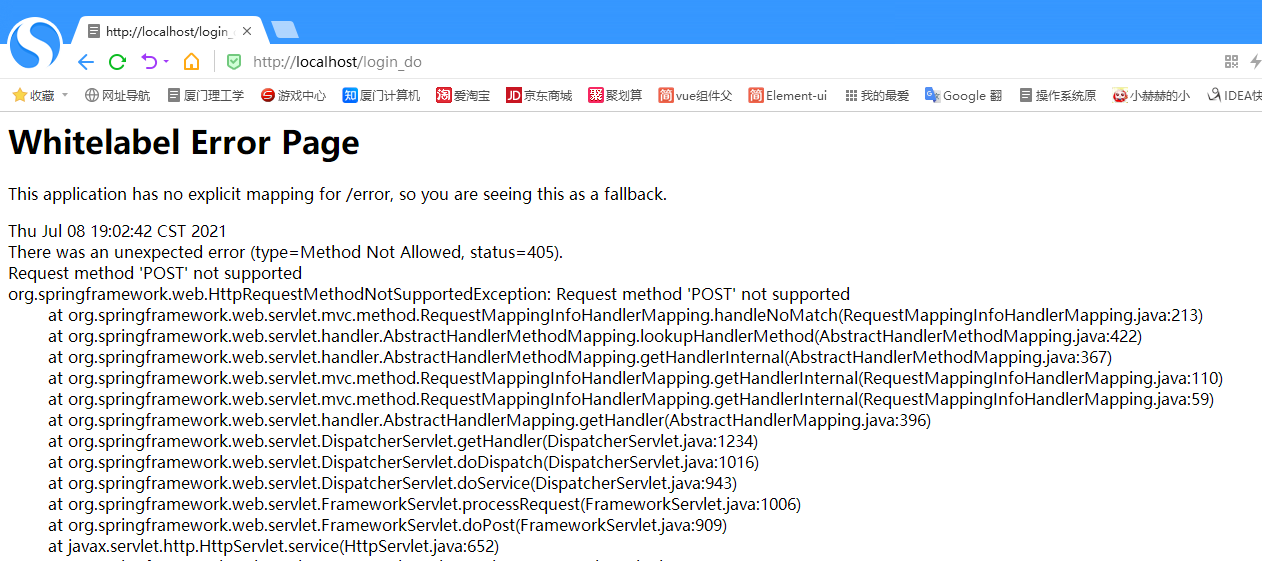 http://localhost/login_
http://localhost/login_do
收藏 网址导航 厦门理工学 游戏中心 厦门计算机 爱淘宝 京东商城 聚划算 vue组件父 Element-ui 我的最爱 Google 翻 操作系统原 小赫赫的小 IDEA快
Whitelabel Error Page
This application has no explicit mapping for /error, so you are seeing this as a fallback.
Thu Jul 08 19:02:42 CST 2021
There was an unexpected error (type=Method Not Allowed, status=405).
Request method 'POST' not supported
org.springframework.web.HttpRequestMethodNotSupportedException: Request method 'POST' not supported
at org.springframework.web.servlet.mvc.method.RequestMappingInfoHandlerMapping.handleNoMatch(RequestMappingInfoHandlerMapping.java:213)
at org.springframework.web.servlet.handler.AbstractHandlerMethodMapping.lookupHandlerMethod(AbstractHandlerMethodMapping.java:422)
at org.springframework.web.servlet.handler.AbstractHandlerMethodMapping.getHandlerInternal(AbstractHandlerMethodMapping.java:367)
at org.springframework.web.servlet.mvc.method.RequestMappingInfoHandlerMapping.getHandlerInternal(RequestMappingInfoHandlerMapping.java:110)
at org.springframework.web.servlet.mvc.method.RequestMappingInfoHandlerMapping.getHandlerInternal(RequestMappingInfoHandlerMapping.java:59)
at org.springframework.web.servlet.handler.AbstractHandlerMapping.getHandler(AbstractHandlerMapping.java:396)
at org.springframework.web.servlet.DispatcherServlet.getHandler(DispatcherServlet.java:1234)
at org.springframework.web.servlet.DispatcherServlet.doDispatch(DispatcherServlet.java:1016)
at org.springframework.web.servlet.DispatcherServlet.doService(DispatcherServlet.java:943)
at org.springframework.web.servlet.FrameworkServlet.processRequest(FrameworkServlet.java:1006)
at org.springframework.web.servlet.FrameworkServlet.doPost(FrameworkServlet.java:909)
at javax.servlet.http.HttpServlet.service(HttpServlet.java:652)